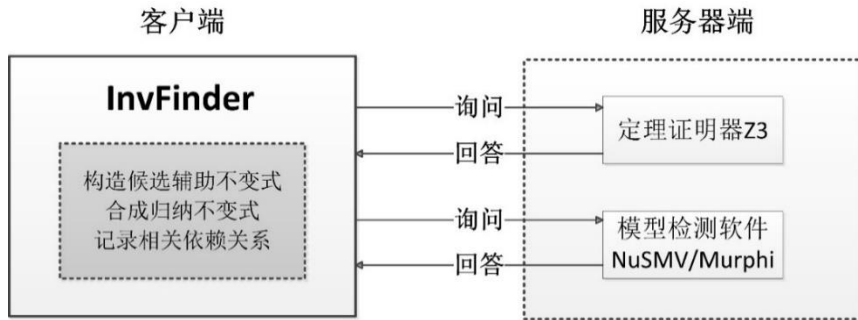 客户端
服务器端
InvFinder
构造候选辅助不变式
合成归纳不变式
记录相关依赖关系
询问
回答
询问
回答
定理证明器Z3
模型检测软件
NuSMV/Murphi